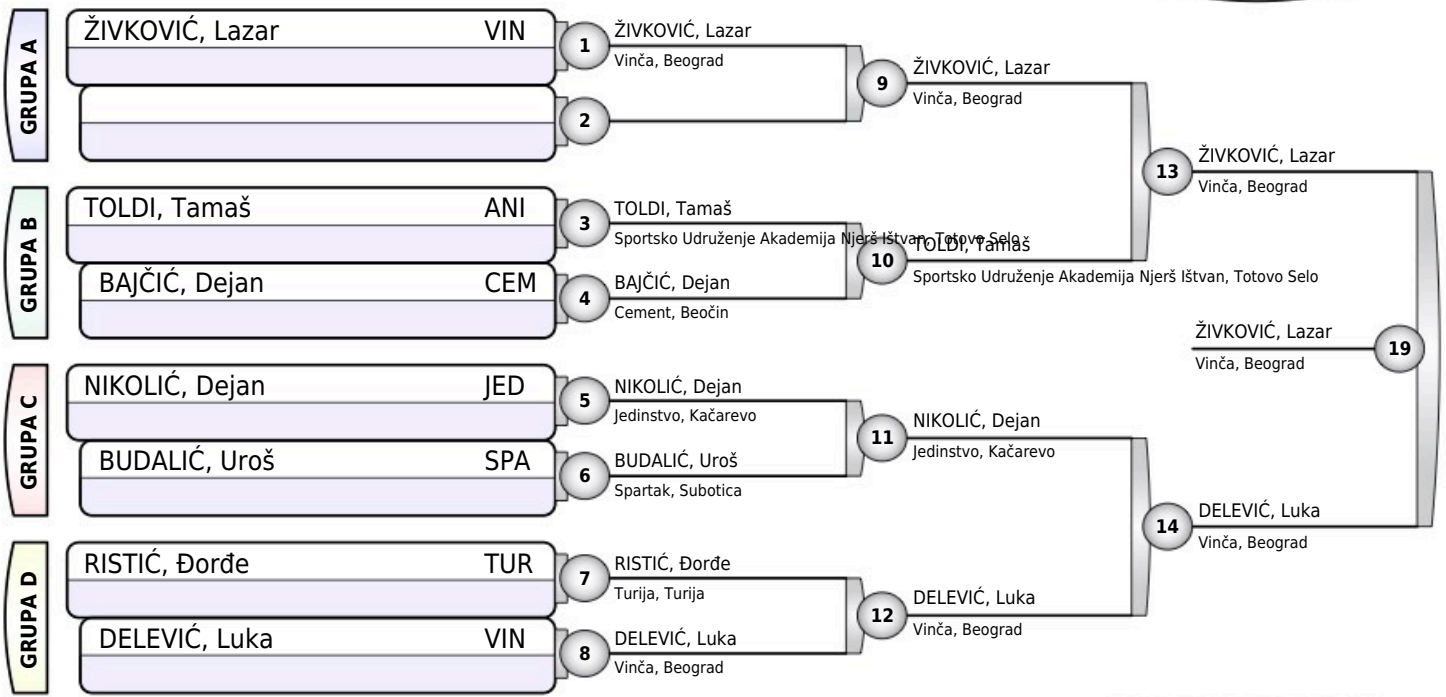 GRUPA A
ŽIVKOVIĆ, Lazar VIN
1
ŽIVKOVIĆ, Lazar
Vinča, Beograd
2
9
ŽIVKOVIĆ, Lazar
Vinča, Beograd
GRUPA B
TOLDI, Tamaš ANI
3
TOLDI, Tamaš
Sportsko Udruženje Akademija Njerš Ištvan, Totovo Selo
BAJČIĆ, Dejan CEM
4
BAJČIĆ, Dejan
Cement, Beočin
10
TOLDI, Tamaš
Sportsko Udruženje Akademija Njerš Ištvan, Totovo Selo
13
ŽIVKOVIĆ, Lazar
Vinča, Beograd
GRUPA C
NIKOLIĆ, Dejan JED
5
NIKOLIĆ, Dejan
Jedinstvo, Kačarevo
BUDALIĆ, Uroš SPA
6
BUDALIĆ, Uroš
Spartak, Subotica
11
NIKOLIĆ, Dejan
Jedinstvo, Kačarevo
GRUPA D
RISTIĆ, Đorđe TUR
7
RISTIĆ, Đorđe
Turija, Turija
DELEVIĆ, Luka VIN
8
DELEVIĆ, Luka
Vinča, Beograd
12
DELEVIĆ, Luka
Vinča, Beograd
14
DELEVIĆ, Luka
Vinča, Beograd
ŽIVKOVIĆ, Lazar
Vinča, Beograd
19